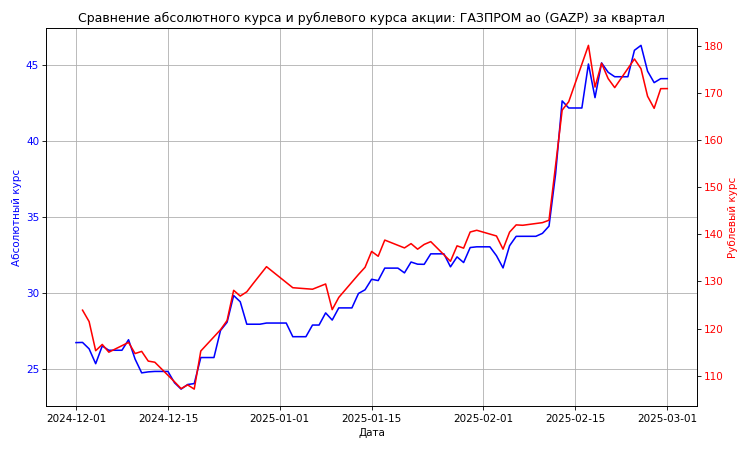 Сравнение абсолютного курса и рублевого курса акции: ГАЗПРОМ ао (GAZP) за квартал
Абсолютный курс
45
40
35
30
25
180
170
160
150
140
130
120
110
Рублевый курс
2024-12-01 2024-12-15 2025-01-01 2025-01-15 2025-02-01 2025-02-15 2025-03-01
Дата